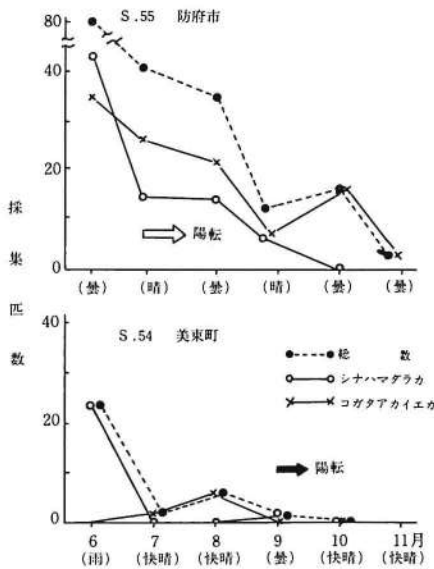 S.55 防府市
80
40
20
0
陽転
(曇) (晴) (曇) (晴) (曇) (曇)
採集匹数
S.54 美東町
40
20
0
総数
シナハマダラカ
コガタアカイエカ
陽転
6 7 8 9 10 11月
(雨) (快晴) (快晴) (曇) (快晴) (快晴)